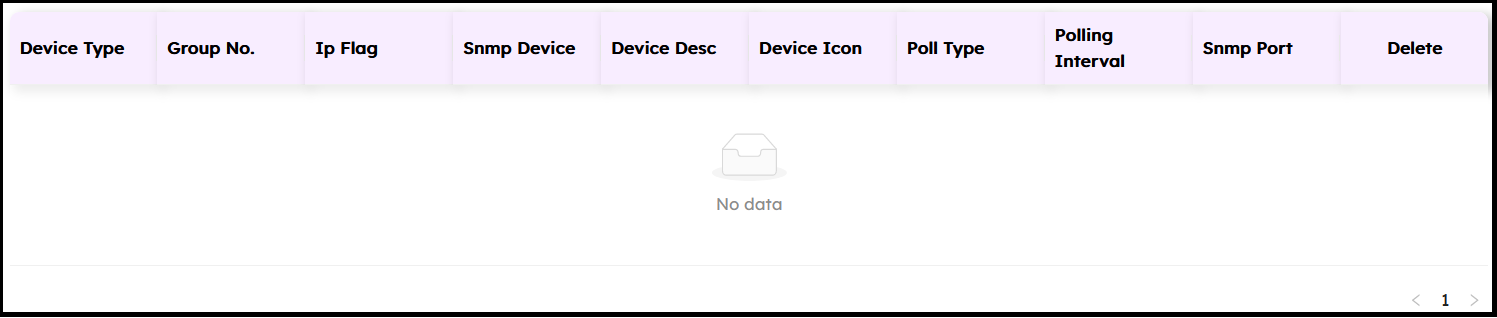 Device Type Group No. Ip Flag Snmp Device Device Desc Device Icon Poll Type Polling Interval Snmp Port Delete
No data
1